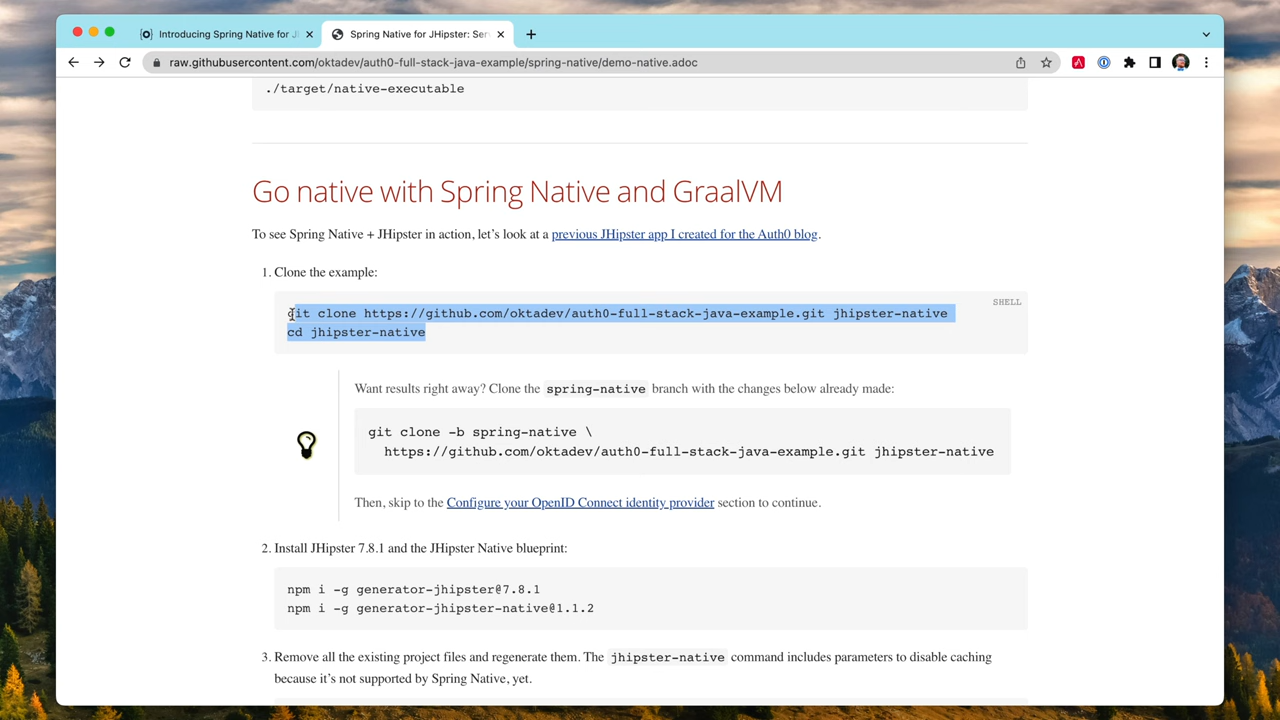 Introducing Spring Native for JI
Spring Native for JHipster: Serv
raw.githubusercontent.com/oktadev/auth0-full-stack-java-example/spring-native/demo-native.adoc
./target/native-executable
Go native with Spring Native and GraalVM
To see Spring Native + JHipster in action, let's look at a previous JHipster app I created for the Auth0 blog.
1. Clone the example:
SHELL
git clone https://github.com/oktadev/auth0-full-stack-java-example.git jhipster-native
cd jhipster-native
Want results right away? Clone the spring-native branch with the changes below already made:
git clone -b spring-native \
https://github.com/oktadev/auth0-full-stack-java-example.git jhipster-native
Then, skip to the Configure your OpenID Connect identity provider section to continue.
2. Install JHipster 7.8.1 and the JHipster Native blueprint:
npm i -g generator-jhipster@7.8.1
npm i -g generator-jhipster-native@1.1.2
3. Remove all the existing project files and regenerate them. The jhipster-native command includes parameters to disable caching
because it's not supported by Spring Native, yet.